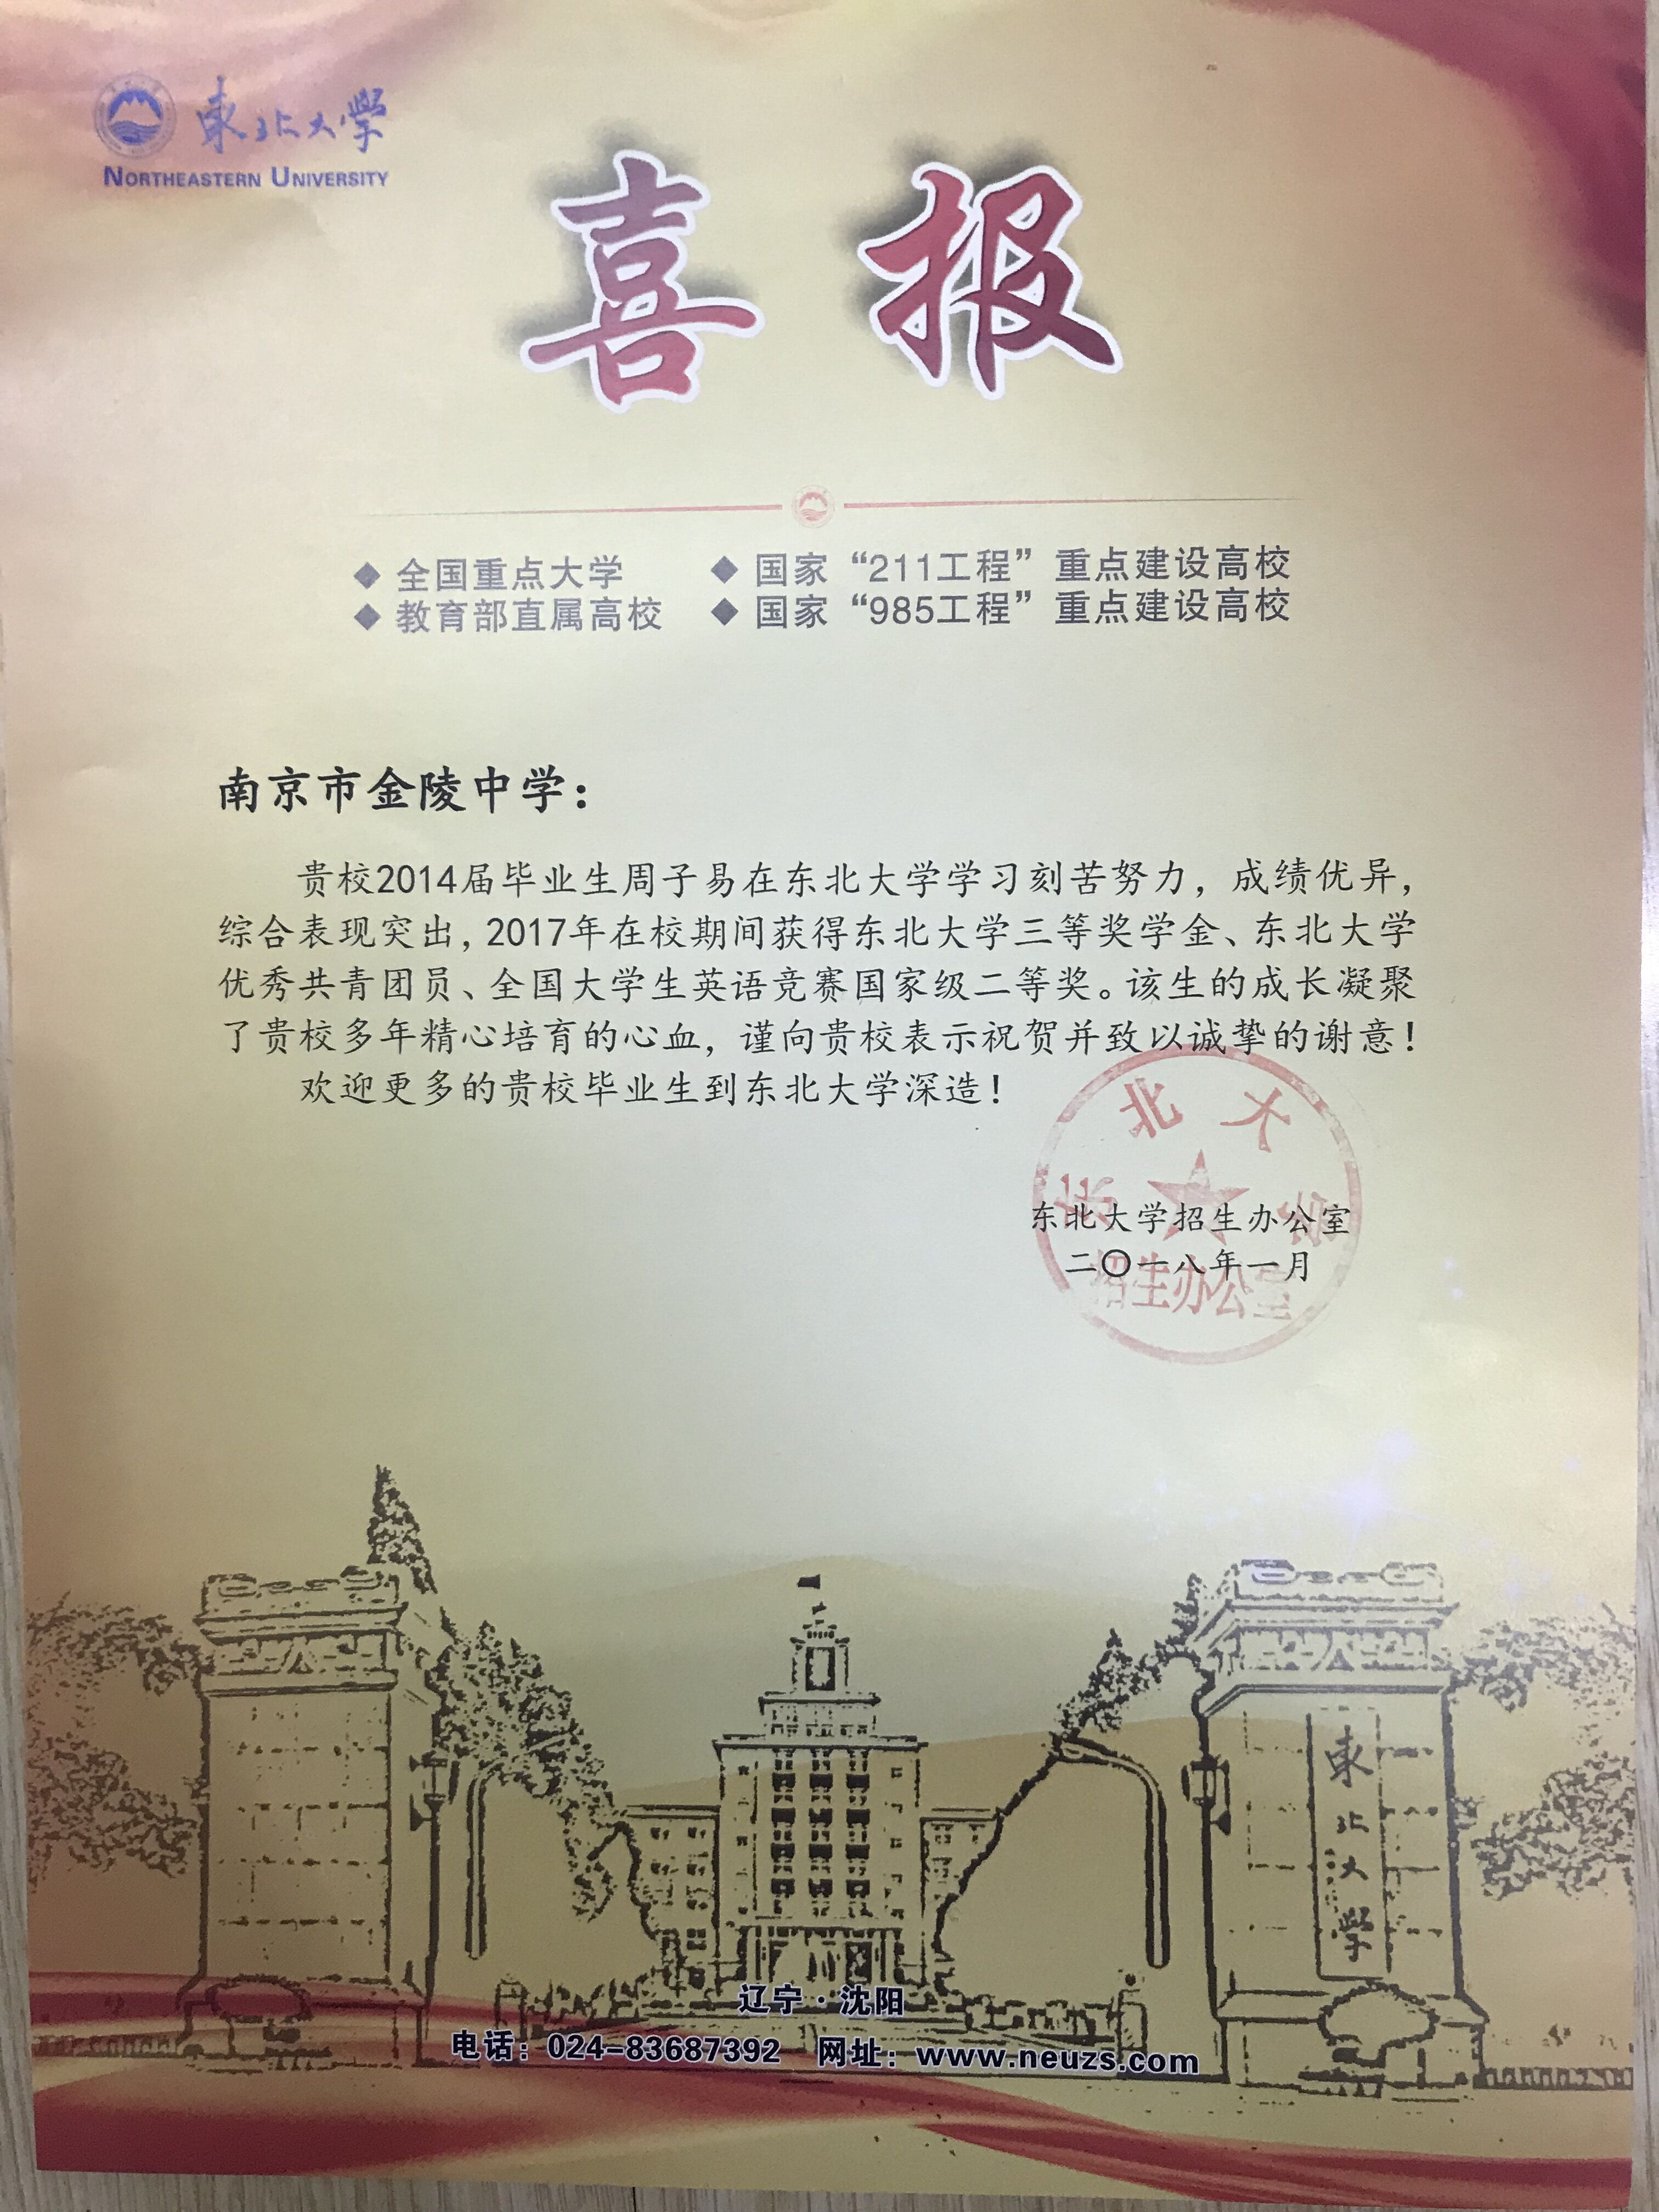 東北大學
NORTHEASTERN UNIVERSITY
喜报
◆ 全国重点大学 ◆ 国家“211工程”重点建设高校
◆ 教育部直属高校 ◆ 国家“985工程”重点建设高校
南京市金陵中学：
贵校2014届毕业生周子易在东北大学学习刻苦努力，成绩优异，
综合表现突出，2017年在校期间获得东北大学三等奖学金、东北大学
优秀共青团员、全国大学生英语竞赛国家级二等奖。该生的成长凝聚
了贵校多年精心培育的心血，谨向贵校表示祝贺并致以诚挚的谢意！
欢迎更多的贵校毕业生到东北大学深造！
东北大学
东北大学招生办公室
二〇一八年一月
招生办公室
東北大學
辽宁·沈阳
电话：024-83687392 网址：www.neuzs.com